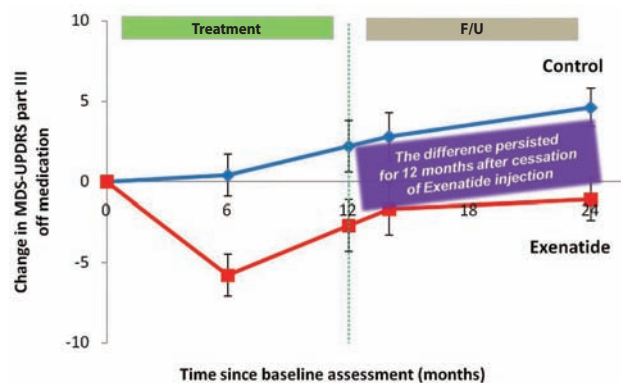 Treatment
F/U
Control
Change in MDS-UPDRS part III
off medication
10
5
0
-5
-10
0
6
12
18
24
The difference persisted
for 12 months after cessation
of Exenatide injection
Exenatide
Time since baseline assessment (months)